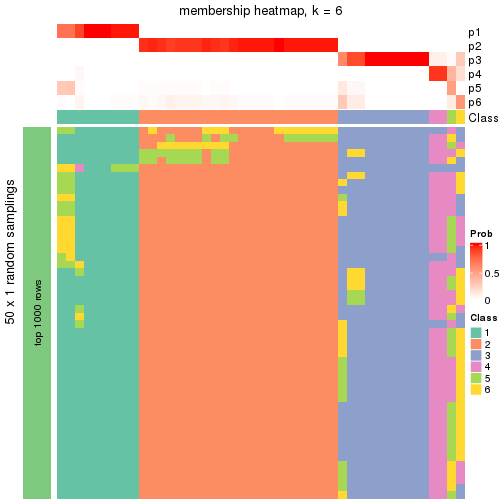 membership heatmap, k = 6
p1
p2
p3
p4
p5
p6
Class
50 x 1 random samplings
top 1000 rows
Prob
1
0.5
0
Class
1
2
3
4
5
6